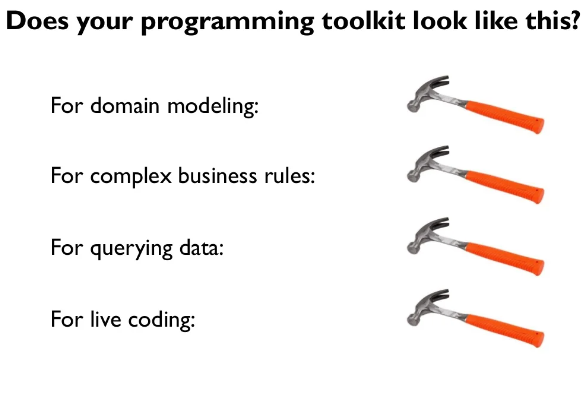 Does your programming toolkit look like this?
For domain modeling:
For complex business rules:
For querying data:
For live coding: